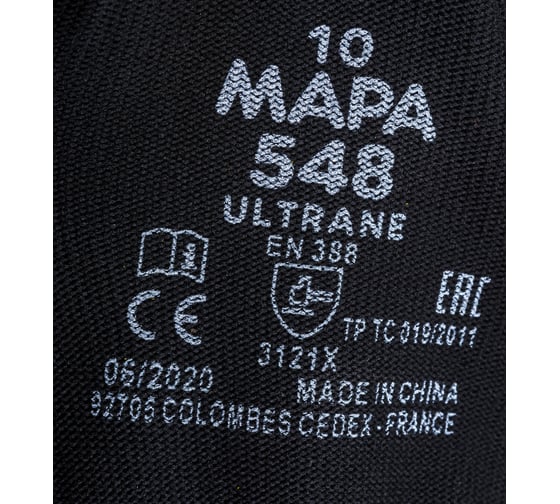 10
MAPA
548
ULTRANE
EN 388
i
CE
EAC
TP TC 019/2011
3121X
06/2020
MADE IN CHINA
92706 COLOMBES CEDEX - FRANCE